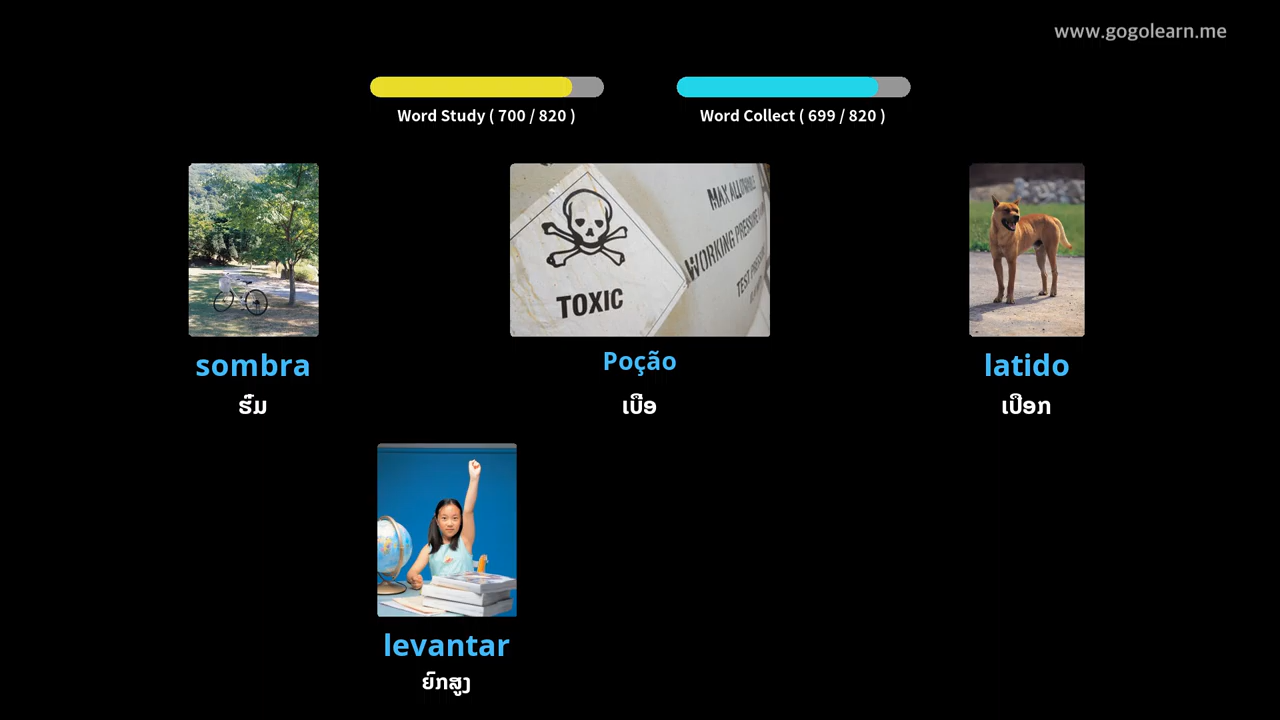 www.gogolearn.me
Word Study ( 700 / 820 )
Word Collect ( 699 / 820 )
TOXIC
MAX ALLOWABLE
WORKING PRESSURE
TEST PRESSURE
sombra
Poção
latido
ຮົ່ມ
ເບືອ
ເປືອກ
levantar
ຍົກສູງ